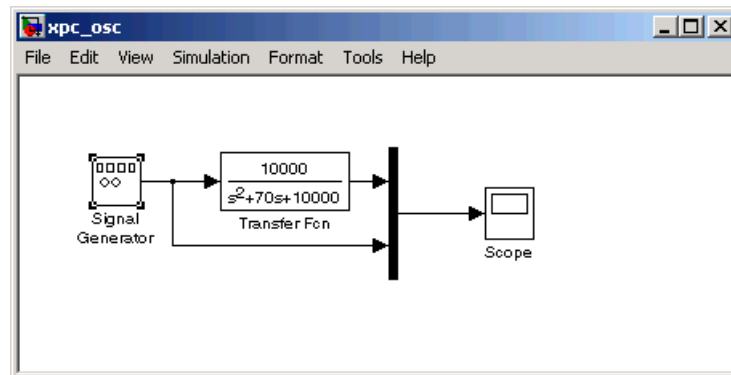 xpc_osc
File Edit View Simulation Format Tools Help
10000
s²+70s+10000
Transfer Fcn
Signal
Generator
Scope